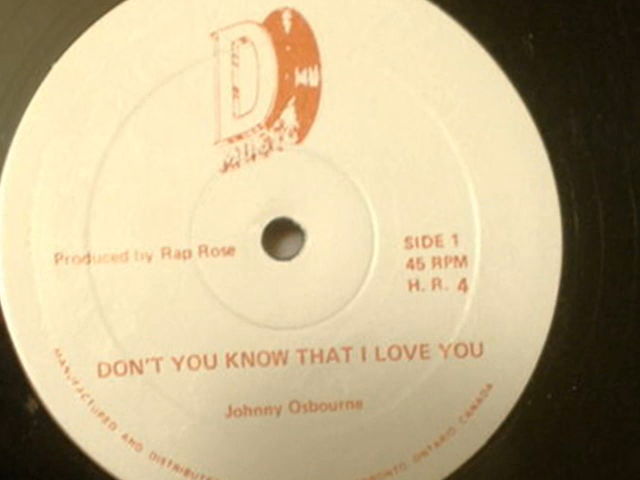 D
Produced by Rap Rose
SIDE 1
45 RPM
H. R. 4
DON'T YOU KNOW THAT I LOVE YOU
Johnny Osbourne
MANUFACTURED AND TORONTO ONTARIO CANADA